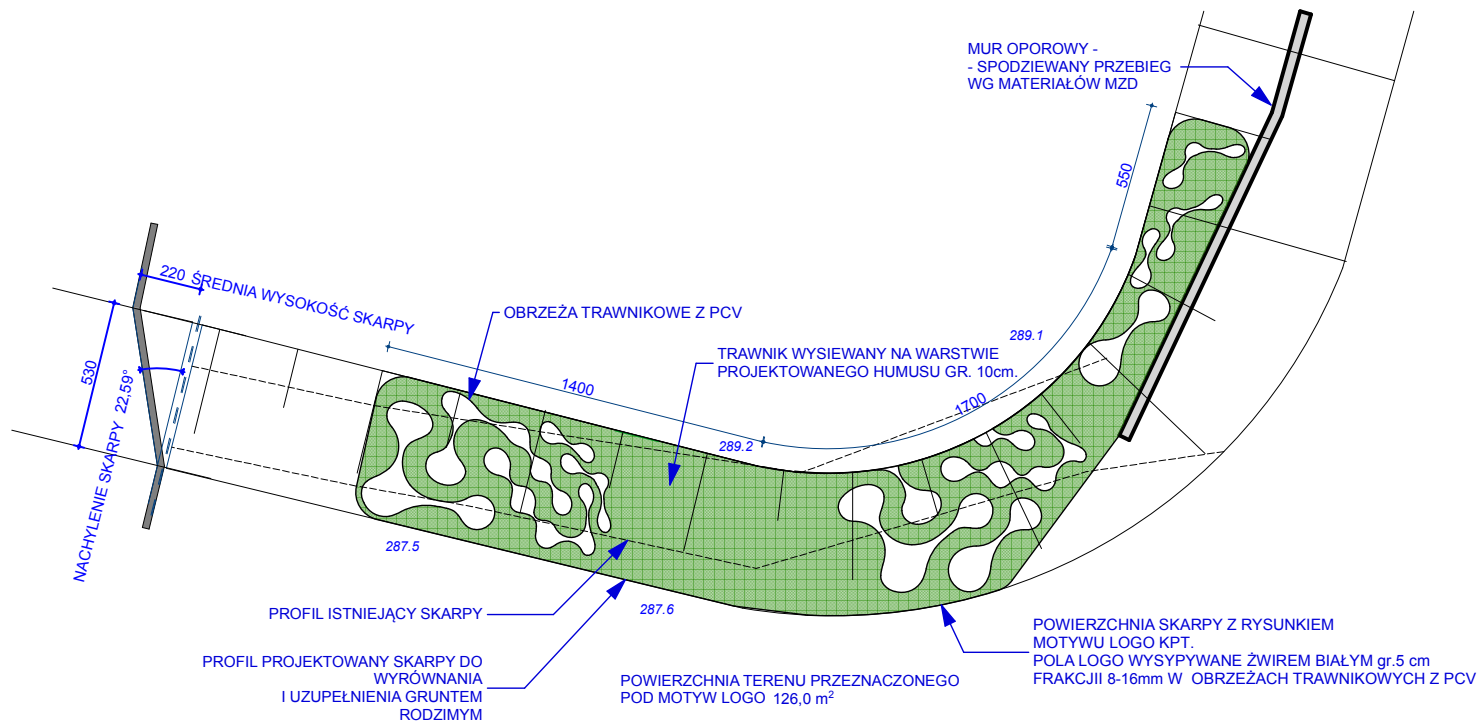 MUR OPOROWY -
- SPODZIEWANY PRZEBIEG
WG MATERIAŁÓW MZD
550
220 ŚREDNIA WYSOKOŚĆ SKARPY
OBRZEŻA TRAWNIKOWE Z PCV
289.1
TRAWNIK WYSIEWANY NA WARSTWIE
PROJEKTOWANEGO HUMUSU GR. 10cm.
530
1400
1700
289.2
NACHYLENIE SKARPY 22,59°
287.5
287.6
PROFIL ISTNIEJĄCY SKARPY
PROFIL PROJEKTOWANY SKARPY DO
WYRÓWNANIA
I UZUPEŁNIENIA GRUNTEM
RODZIMYM
POWIERZCHNIA TERENU PRZEZNACZONEGO
POD MOTYW LOGO 126,0 m²
POWIERZCHNIA SKARPY Z RYSUNKIEM
MOTYWU LOGO KPT.
POLA LOGO WYSYPYWANE ŻWIREM BIAŁYM gr.5 cm
FRAKCJI 8-16mm W OBRZEŻACH TRAWNIKOWYCH Z PCV